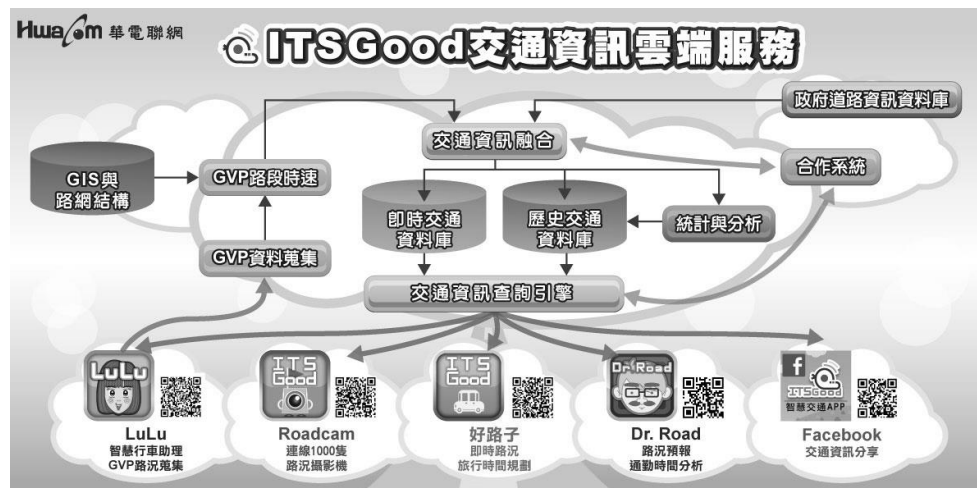 HwaCom 華電聯網
ITSGood交通資訊雲端服務
政府道路資訊資料庫
交通資訊融合
合作系統
GIS與
路網結構
GVP路段時速
即時交通
資料庫
歷史交通
資料庫
統計與分析
GVP資料蒐集
交通資訊查詢引擎
LuLu
ITS
Good
ITS
Good
Dr. Road
f
ITSGood
智慧交通APP
LuLu
智慧行車助理
GVP路況蒐集
Roadcam
連線1000隻
路況攝影機
好路子
即時路況
旅行時間規劃
Dr. Road
路況預報
通勤時間分析
Facebook
交通資訊分享